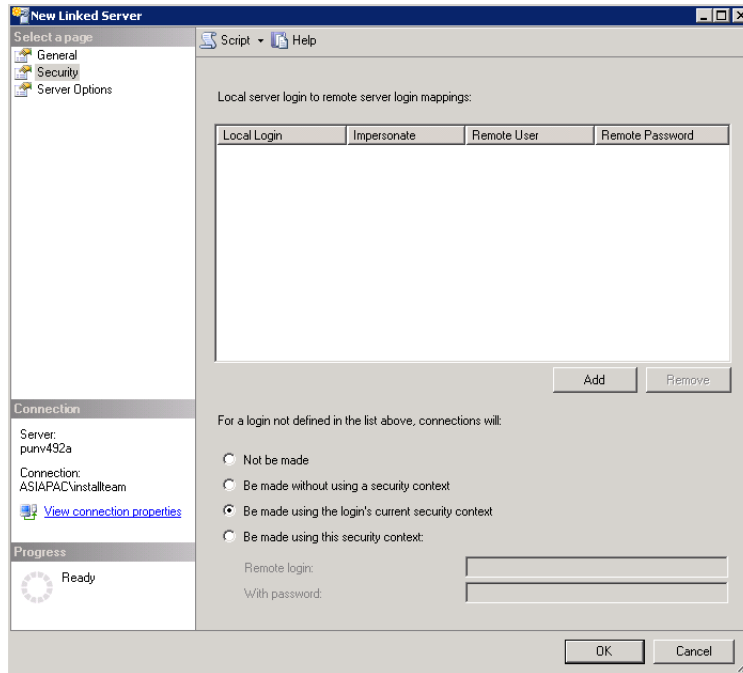 New Linked Server
Select a page
General
Security
Server Options
Script Help
Local server login to remote server login mappings:
Local Login Impersonate Remote User Remote Password
Add Remove
Connection
Server:
punv492a
Connection:
ASIAPAC\installteam
View connection properties
Progress
Ready
For a login not defined in the list above, connections will:
Not be made
Be made without using a security context
Be made using the login's current security context
Be made using this security context:
Remote login:
With password:
OK Cancel